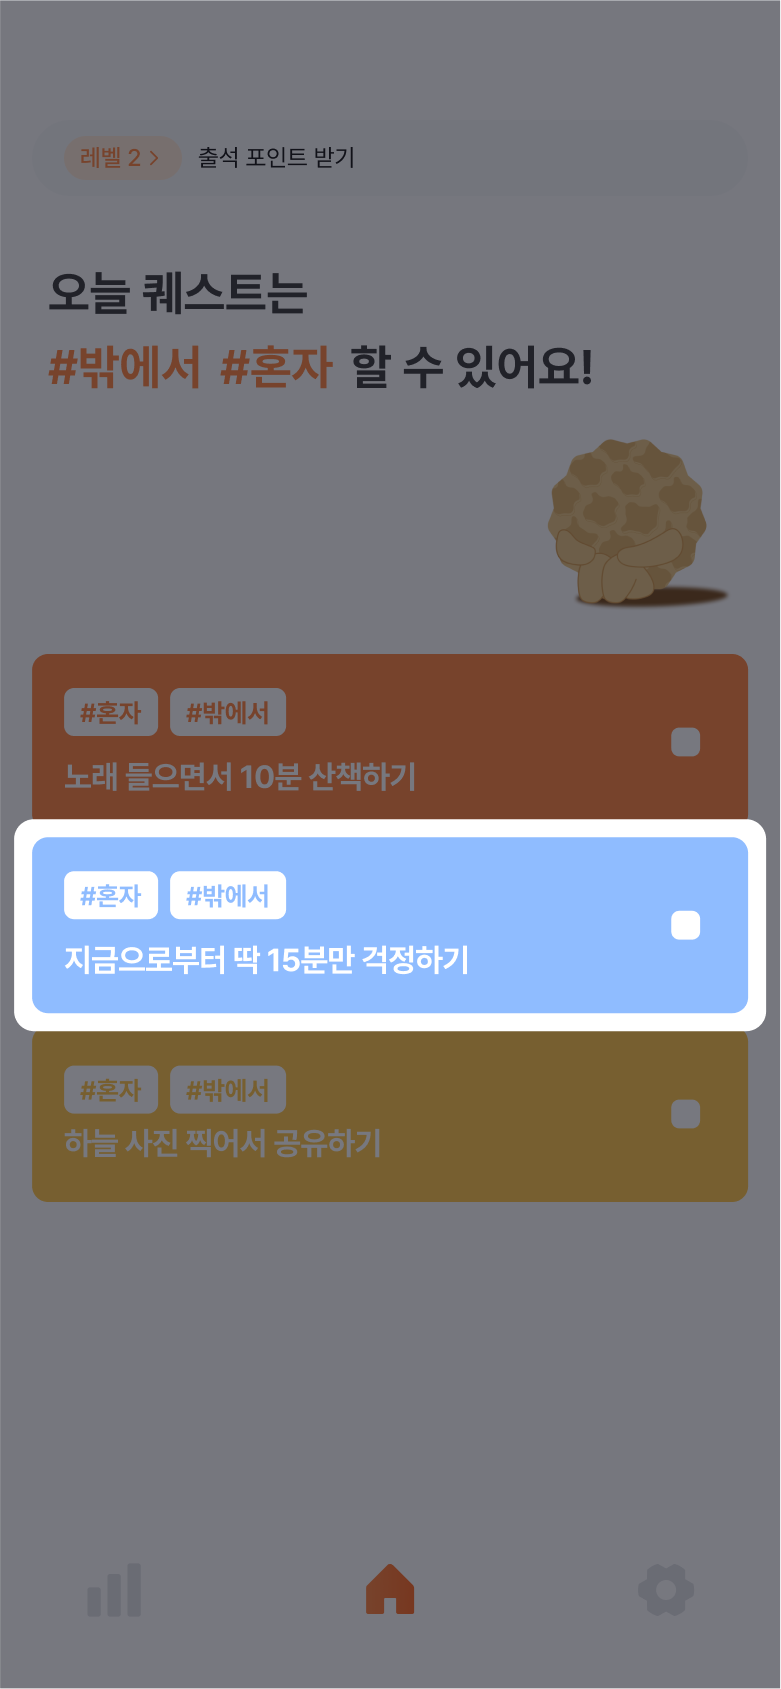 레벨 2 > 출석 포인트 받기
오늘 퀘스트는
#밖에서 #혼자 할 수 있어요!
#혼자 #밖에서
노래 들으면서 10분 산책하기
#혼자 #밖에서
지금으로부터 딱 15분만 걱정하기
#혼자 #밖에서
하늘 사진 찍어서 공유하기